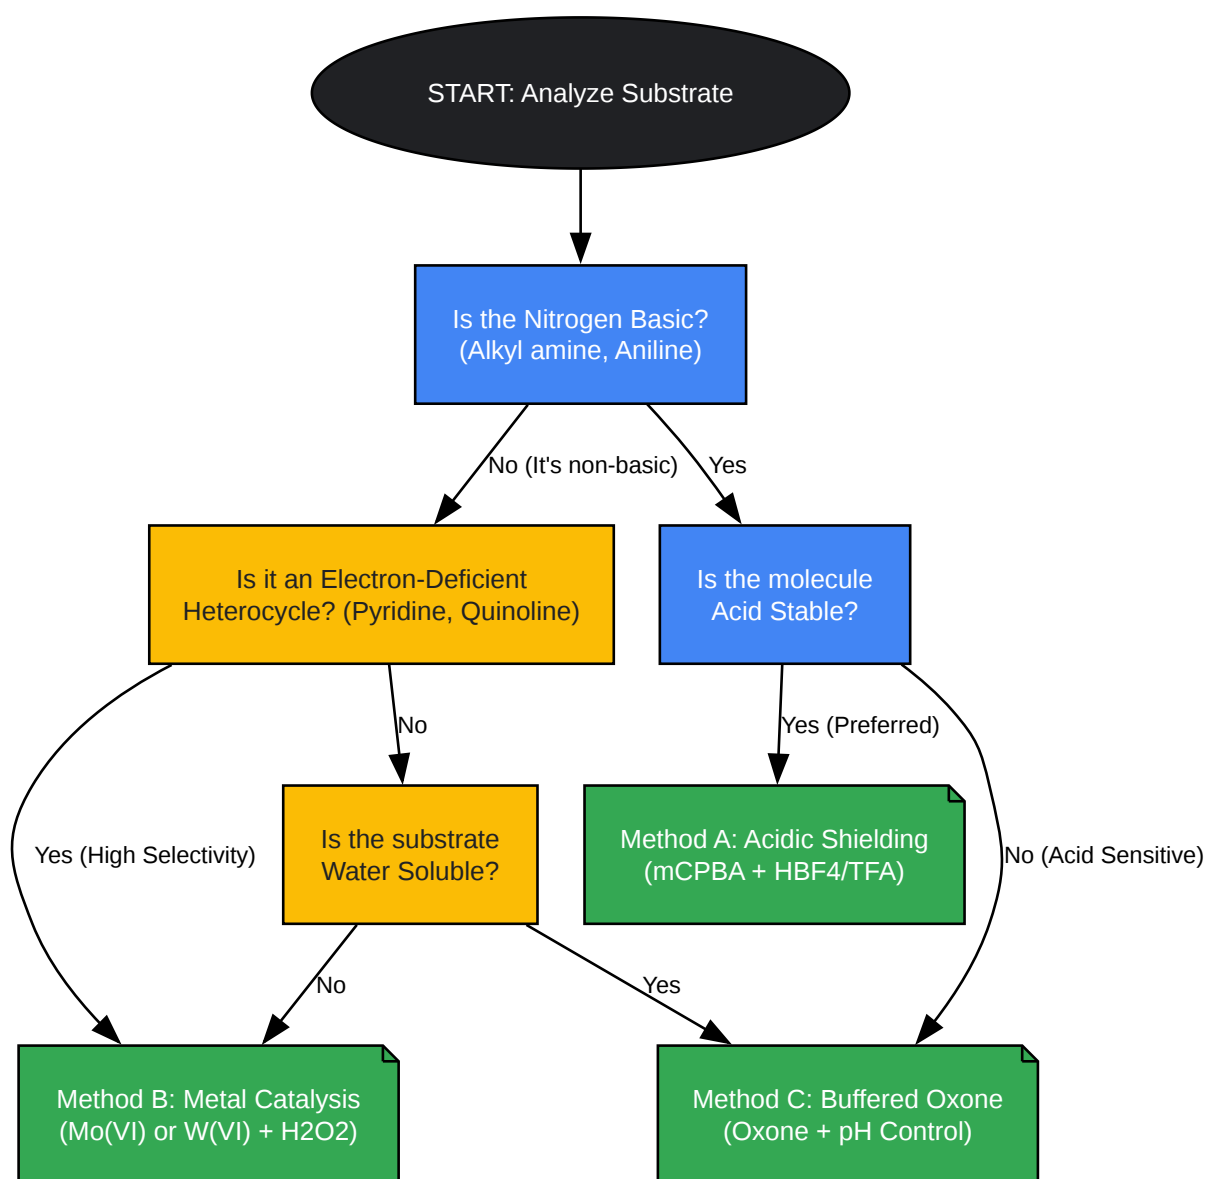 START: Analyze Substrate
Is the Nitrogen Basic?
(Alkyl amine, Aniline)
No (It's non-basic)
Yes
Is it an Electron-Deficient
Heterocycle? (Pyridine, Quinoline)
Is the molecule
Acid Stable?
No
Yes (Preferred)
Is the substrate
Water Soluble?
Method A: Acidic Shielding
(mCPBA + HBF4/TFA)
Yes (High Selectivity)
No (Acid Sensitive)
No
Yes
Method B: Metal Catalysis
(Mo(VI) or W(VI) + H2O2)
Method C: Buffered Oxone
(Oxone + pH Control)